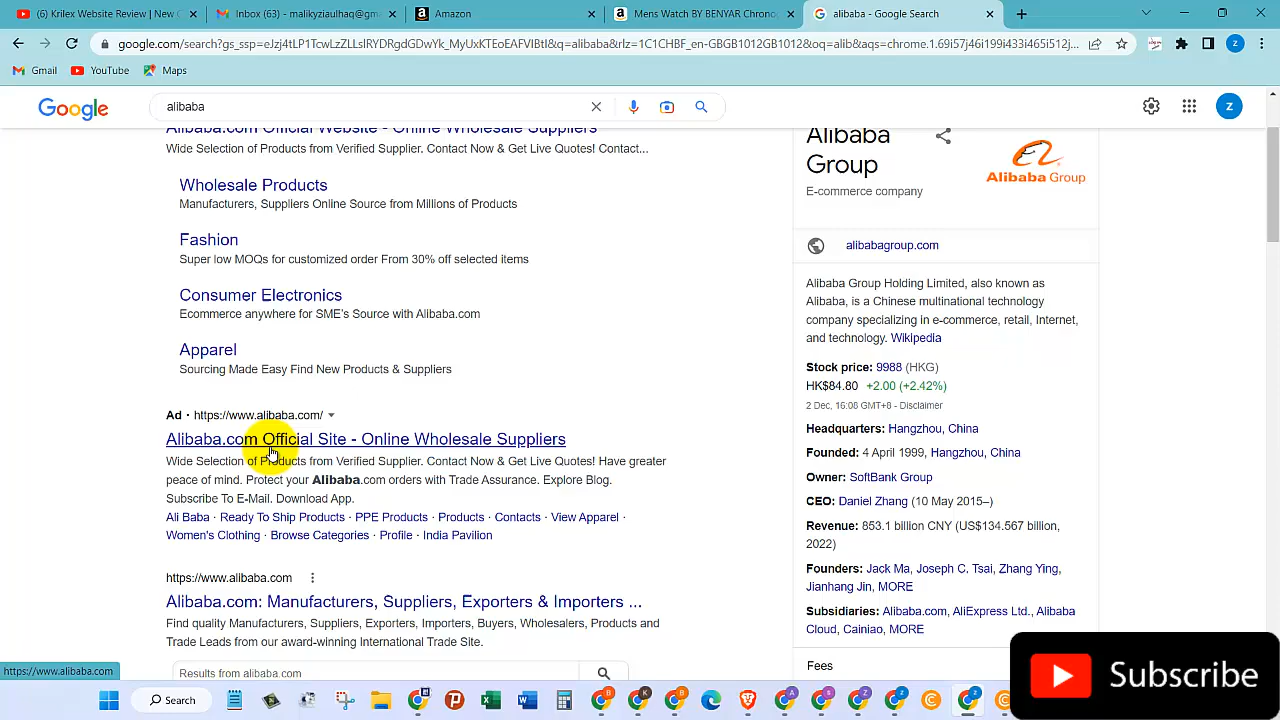 (1) Krilex Website Review | New C
Inbox (63) - malikyziaulhaq@gm
Amazon
Mens Watch BY BENYAR Chronog
alibaba - Google Search
google.com/search?gs_ssp=eJzj4tLP1TcwLzZLLslRYDRgdGDwYk_MyUxKTEoEAFVIBtI&q=alibaba&rlz=1C1CHBF_en-GBGB1012GB1012&oq=alib&aqs=chrome.1.69i57j46i199i433i465i512j...
Gmail
YouTube
Maps
Google
alibaba
Z
Alibaba.com Official Website - Online Wholesale Suppliers
Wide Selection of Products from Verified Supplier. Contact Now & Get Live Quotes! Contact...
Wholesale Products
Manufacturers, Suppliers Online Source from Millions of Products
Fashion
Super low MOQs for customized order From 30% off selected items
Consumer Electronics
Ecommerce anywhere for SME's Source with Alibaba.com
Apparel
Sourcing Made Easy Find New Products & Suppliers
Ad · https://www.alibaba.com/
Alibaba.com Official Site - Online Wholesale Suppliers
Wide Selection of Products from Verified Supplier. Contact Now & Get Live Quotes! Have greater
peace of mind. Protect your Alibaba.com orders with Trade Assurance. Explore Blog.
Subscribe To E-Mail. Download App.
Ali Baba · Ready To Ship Products · PPE Products · Products · Contacts · View Apparel ·
Women's Clothing · Browse Categories · Profile · India Pavilion
https://www.alibaba.com
Alibaba.com: Manufacturers, Suppliers, Exporters & Importers ...
Find quality Manufacturers, Suppliers, Exporters, Importers, Buyers, Wholesalers, Products and
Trade Leads from our award-winning International Trade Site.
Results from alibaba.com
Alibaba
Group
E-commerce company
Alibaba Group
alibabagroup.com
Alibaba Group Holding Limited, also known as
Alibaba, is a Chinese multinational technology
company specializing in e-commerce, retail, Internet,
and technology. Wikipedia
Stock price: 9988 (HKG)
HK$84.80 +2.00 (+2.42%)
2 Dec, 16:08 GMT+8 - Disclaimer
Headquarters: Hangzhou, China
Founded: 4 April 1999, Hangzhou, China
Owner: SoftBank Group
CEO: Daniel Zhang (10 May 2015–)
Revenue: 853.1 billion CNY (US$134.567 billion,
2022)
Founders: Jack Ma, Joseph C. Tsai, Zhang Ying,
Jianhang Jin, MORE
Subsidiaries: Alibaba.com, AliExpress Ltd., Alibaba
Cloud, Cainiao, MORE
Fees
https://www.alibaba.com
Search
Subscribe